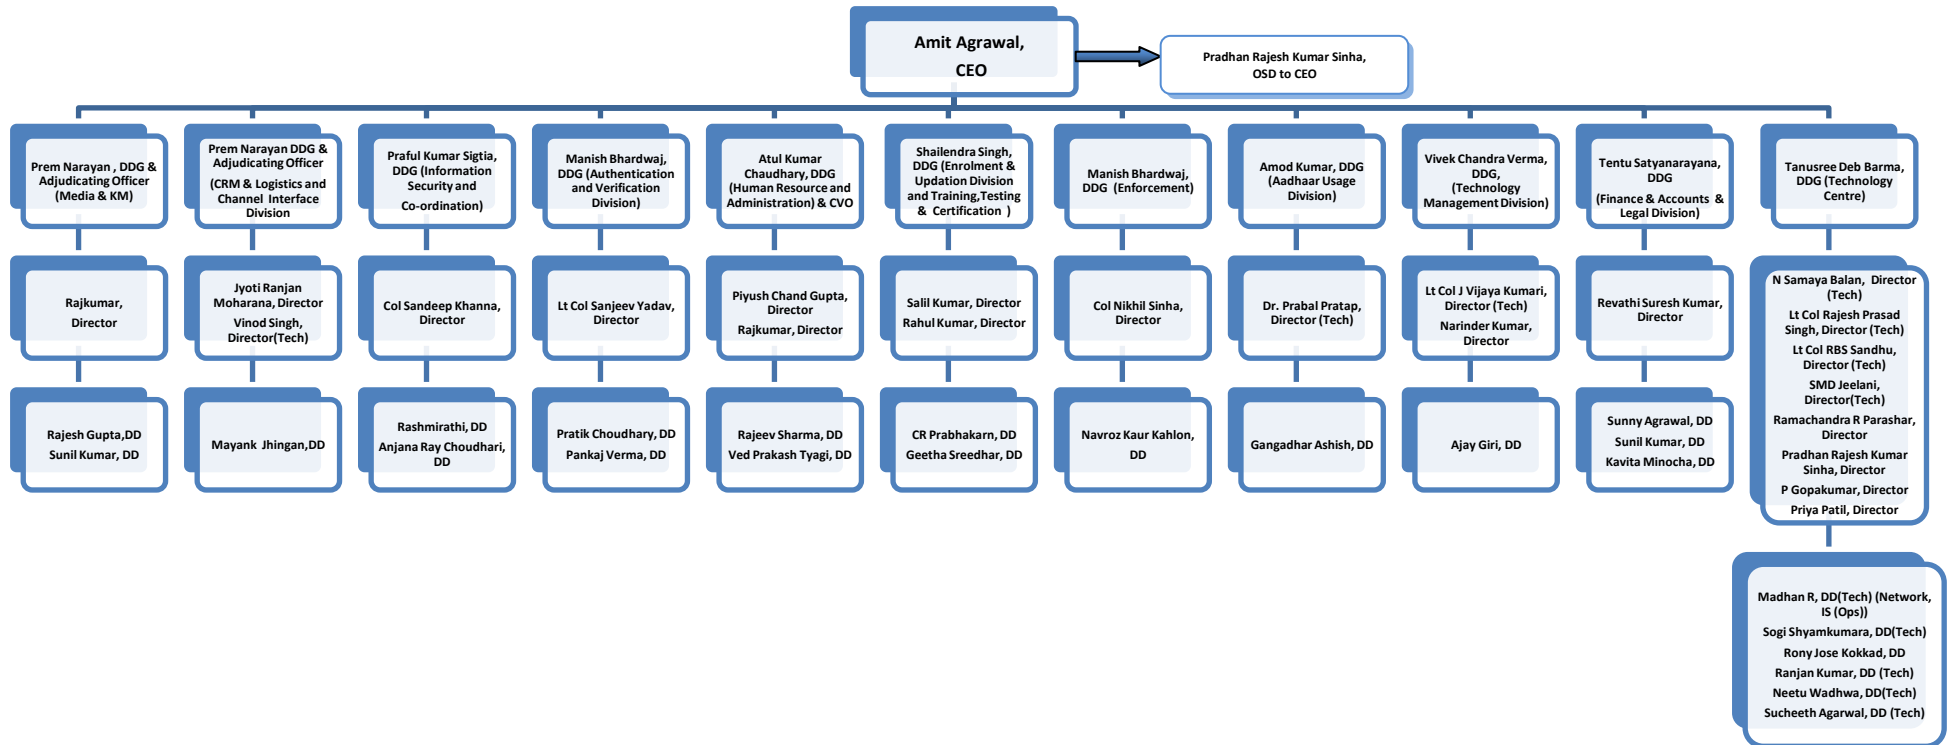 Amit Agrawal,
CEO
Pradhan Rajesh Kumar Sinha,
OSD to CEO
Prem Narayan , DDG &
Adjudicating Officer
(Media & KM)
Prem Narayan DDG &
Adjudicating Officer
(CRM & Logistics and
Channel Interface
Division
Praful Kumar Sigtia,
DDG (Information
Security and
Co-ordination)
Manish Bhardwaj,
DDG (Authentication
and Verification
Division)
Atul Kumar
Chaudhary, DDG
(Human Resource and
Administration) & CVO
Shailendra Singh,
DDG (Enrolment &
Updation Division
and Training,Testing
& Certification )
Manish Bhardwaj,
DDG (Enforcement)
Amod Kumar, DDG
(Aadhaar Usage
Division)
Vivek Chandra Verma,
DDG,
(Technology
Management Division)
Tentu Satyanarayana,
DDG
(Finance & Accounts &
Legal Division)
Tanusree Deb Barma,
DDG (Technology
Centre)
Rajkumar,
Director
Jyoti Ranjan
Moharana, Director
Vinod Singh,
Director(Tech)
Col Sandeep Khanna,
Director
Lt Col Sanjeev Yadav,
Director
Piyush Chand Gupta,
Director
Rajkumar, Director
Salil Kumar, Director
Rahul Kumar, Director
Col Nikhil Sinha,
Director
Dr. Prabal Pratap,
Director (Tech)
Lt Col J Vijaya Kumari,
Director (Tech)
Narinder Kumar,
Director
Revathi Suresh Kumar,
Director
N Samaya Balan, Director
(Tech)
Lt Col Rajesh Prasad
Singh, Director (Tech)
Lt Col RBS Sandhu,
Director (Tech)
SMD Jeelani,
Director(Tech)
Ramachandra R Parashar,
Director
Pradhan Rajesh Kumar
Sinha, Director
P Gopakumar, Director
Priya Patil, Director
Rajesh Gupta,DD
Sunil Kumar, DD
Mayank Jhingan,DD
Rashmirathi, DD
Anjana Ray Choudhari,
DD
Pratik Choudhary, DD
Pankaj Verma, DD
Rajeev Sharma, DD
Ved Prakash Tyagi, DD
CR Prabhakarn, DD
Geetha Sreedhar, DD
Navroz Kaur Kahlon,
DD
Gangadhar Ashish, DD
Ajay Giri, DD
Sunny Agrawal, DD
Sunil Kumar, DD
Kavita Minocha, DD
Madhan R, DD(Tech) (Network,
IS (Ops))
Sogi Shyamkumara, DD(Tech)
Rony Jose Kokkad, DD
Ranjan Kumar, DD (Tech)
Neetu Wadhwa, DD(Tech)
Sucheeth Agarwal, DD (Tech)